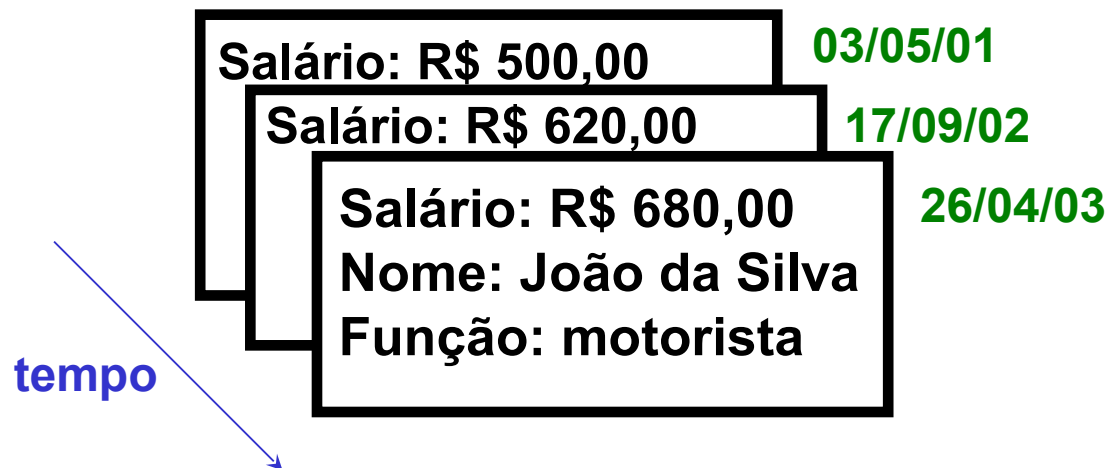 Salário: R$ 500,00
03/05/01
Salário: R$ 620,00
17/09/02
Salário: R$ 680,00
26/04/03
Nome: João da Silva
Função: motorista
tempo